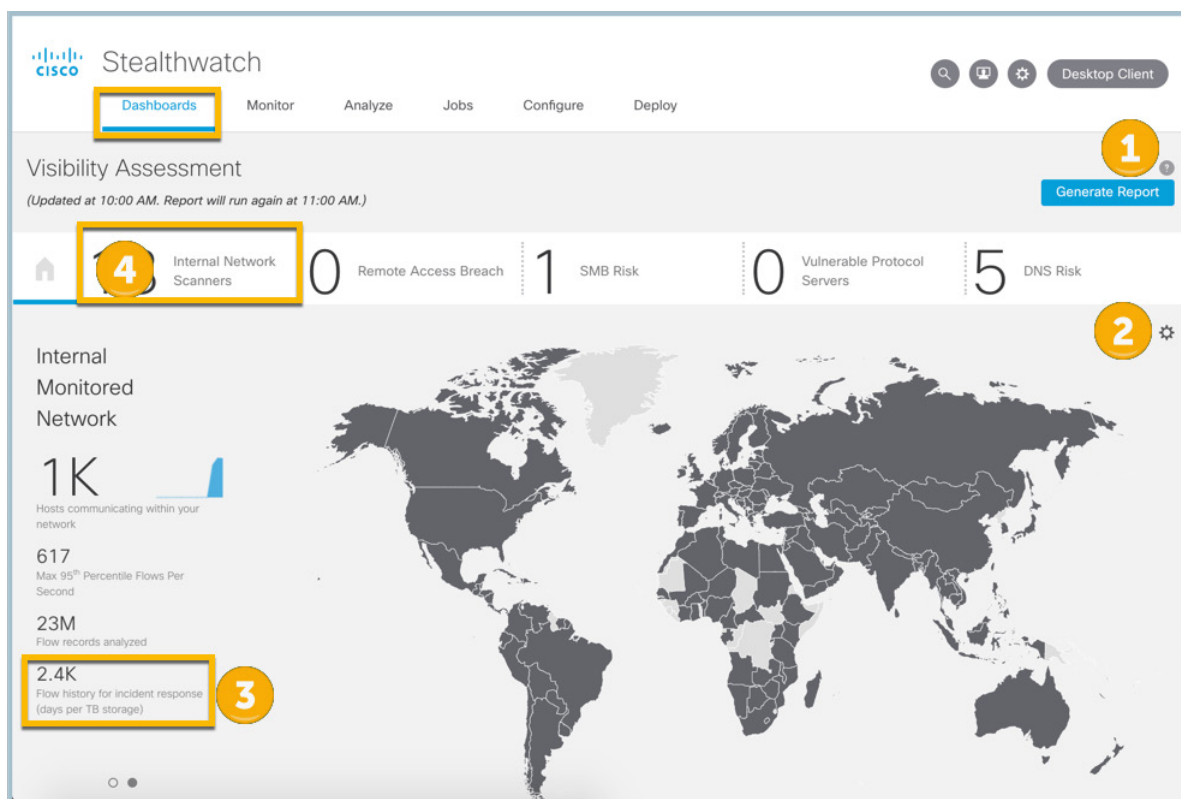 CISCO
Stealthwatch
Desktop Client
Dashboards Monitor Analyze Jobs Configure Deploy
1
Visibility Assessment
?
(Updated at 10:00 AM. Report will run again at 11:00 AM.)
Generate Report
4
Internal Network
Scanners
0 Remote Access Breach
1 SMB Risk
0 Vulnerable Protocol
Servers
5 DNS Risk
2
Internal
Monitored
Network
1K
Hosts communicating within your
network
617
Max 95th Percentile Flows Per
Second
23M
Flow records analyzed
2.4K
Flow history for incident response
(days per TB storage)
3